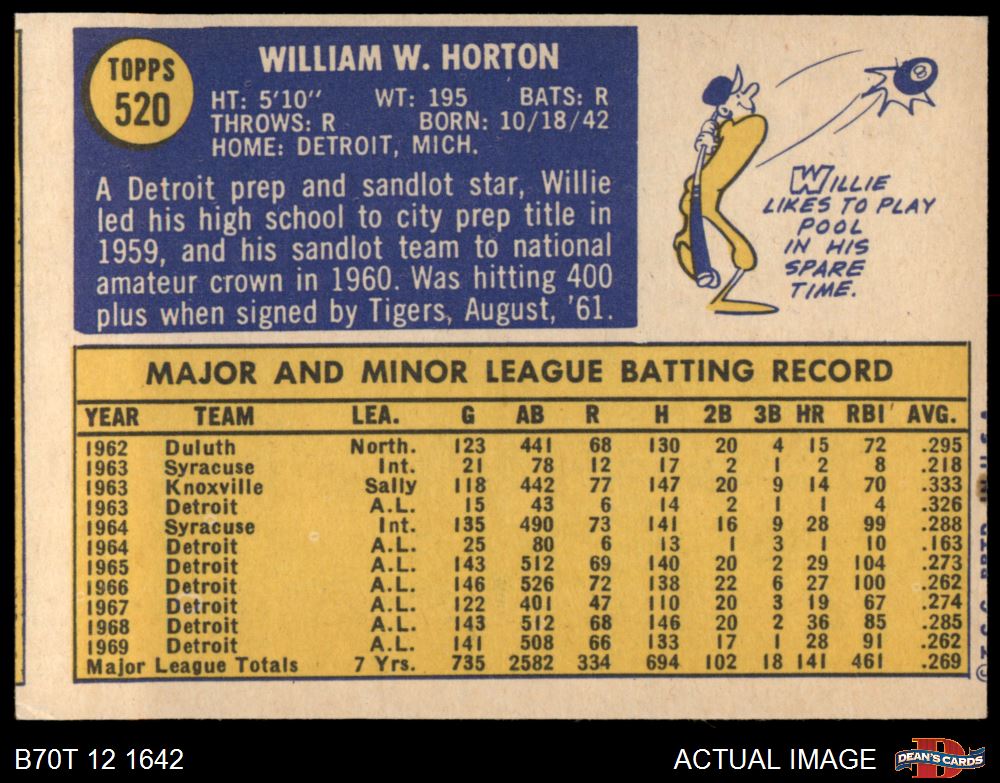 TOPPS
520
WILLIAM W. HORTON
HT: 5'10" WT: 195 BATS: R
THROWS: R BORN: 10/18/42
HOME: DETROIT, MICH.
A Detroit prep and sandlot star, Willie
led his high school to city prep title in
1959, and his sandlot team to national
amateur crown in 1960. Was hitting 400
plus when signed by Tigers, August, '61.
8
WILLIE
LIKES TO PLAY
POOL
IN HIS
SPARE
TIME.
MAJOR AND MINOR LEAGUE BATTING RECORD
YEAR TEAM LEA. G AB R H 2B 3B HR RBI AVG.
1962 Duluth North. 123 441 68 130 20 4 15 72 .295
1963 Syracuse Int. 21 78 12 17 2 1 2 8 .218
1963 Knoxville Sally 118 442 77 147 20 9 14 70 .333
1963 Detroit A.L. 15 43 6 14 2 1 1 4 .326
1964 Syracuse Int. 135 490 73 141 16 9 28 99 .288
1964 Detroit A.L. 25 80 6 13 1 3 1 10 .163
1965 Detroit A.L. 143 512 69 140 20 2 29 104 .273
1966 Detroit A.L. 146 526 72 138 22 6 27 100 .262
1967 Detroit A.L. 122 401 47 110 20 3 19 67 .274
1968 Detroit A.L. 143 512 68 146 20 2 36 85 .285
1969 Detroit A.L. 141 508 66 133 17 1 28 91 .262
Major League Totals 7 Yrs. 735 2582 334 694 102 18 141 461 .269
B70T 12 1642
ACTUAL IMAGE
D
DEAN'S CARDS